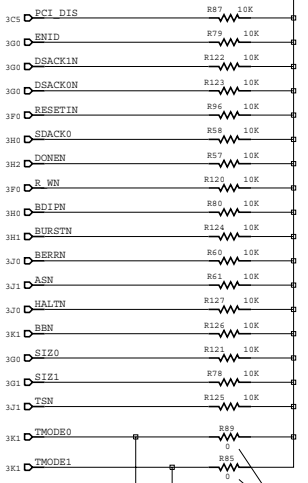 3C5 PCI_DIS R87 10K
3G0 ENID R79 10K
3G0 DSACK1N R122 10K
3G0 DSACK0N R123 10K
3F0 RESETIN R96 10K
3H0 SDACK0 R58 10K
3H2 DONEN R57 10K
3F0 R_WN R120 10K
3H0 BDIPN R80 10K
3H1 BURSTN R124 10K
3J0 BERRN R60 10K
3J1 ASN R61 10K
3J0 HALTN R127 10K
3K1 BBN R126 10K
3G0 SIZ0 R121 10K
3G1 SIZ1 R78 10K
3J1 TSN R125 10K
3K1 TMODE0 R89
0
3K1 TMODE1 R85
0